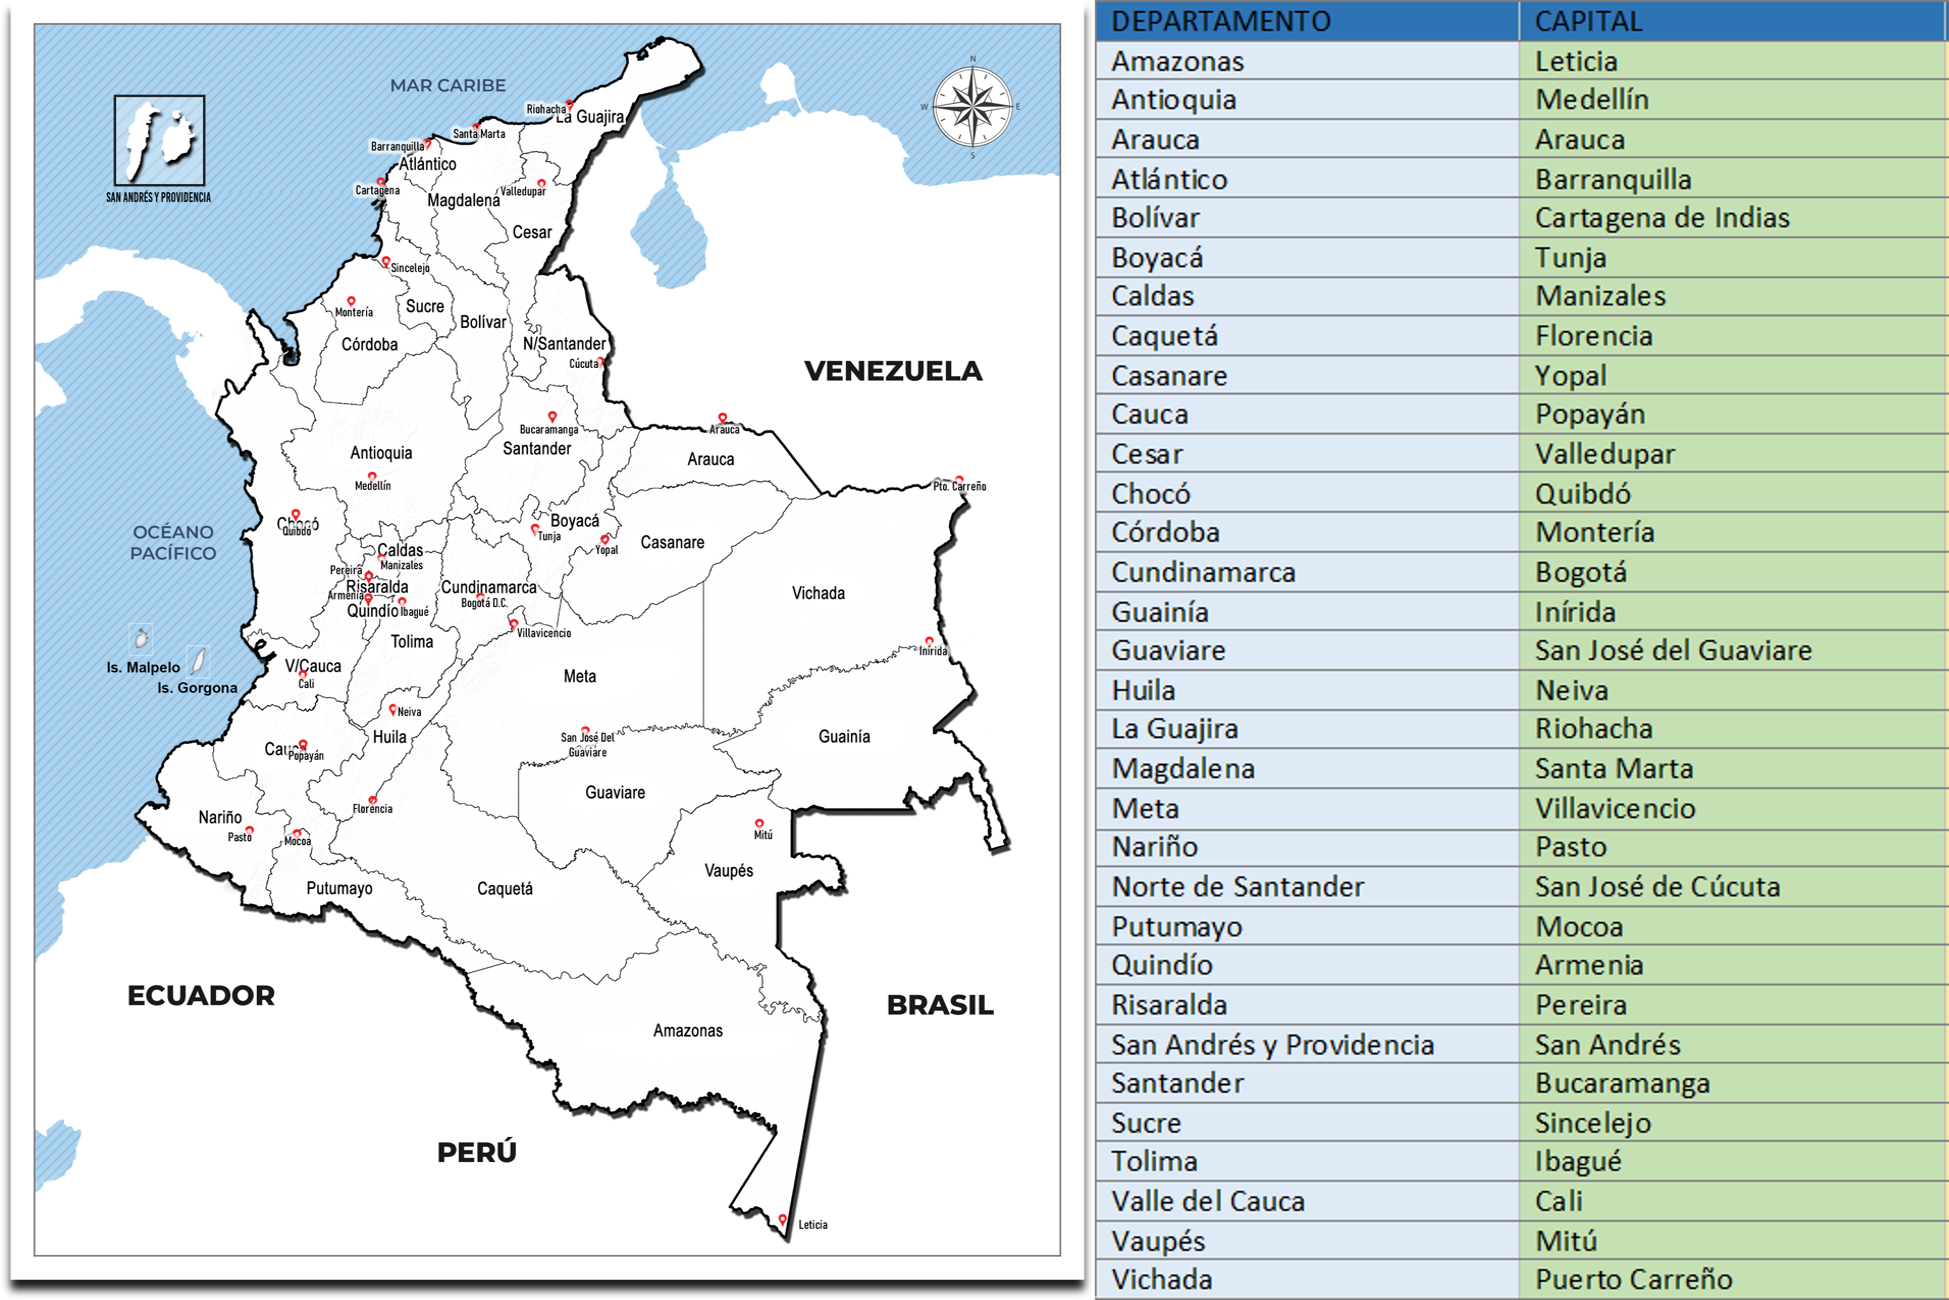 MAR CARIBE
N
W
E
S
SAN ANDRÉS Y PROVIDENCIA
Riohacha
La Guajira
Santa Marta
Barranquilla
Atlántico
Cartagena
Valledupar
Magdalena
Cesar
Sincelejo
Montería
Sucre
Bolívar
Córdoba
N/Santander
Cúcuta
VENEZUELA
Bucaramanga
Santander
Arauca
Arauca
Antioquia
Medellín
Pto. Carreño
Chocó
Quibdó
OCÉANO
PACÍFICO
Boyacá
Tunja
Yopal
Casanare
Caldas
Manizales
Pereira
Risaralda
Armenia
Quindío
Ibagué
Cundinamarca
Bogotá D.C.
Vichada
Villavicencio
Tolima
Inírida
Is. Malpelo
Is. Gorgona
V/Cauca
Cali
Meta
Neiva
Huila
San José Del
Guaviare
Guainía
Cauca
Popayán
Guaviare
Florencia
Nariño
Pasto
Mocoa
Mitú
Vaupés
Putumayo
Caquetá
ECUADOR
BRASIL
Amazonas
PERÚ
Leticia
DEPARTAMENTO CAPITAL
Amazonas Leticia
Antioquia Medellín
Arauca Arauca
Atlántico Barranquilla
Bolívar Cartagena de Indias
Boyacá Tunja
Caldas Manizales
Caquetá Florencia
Casanare Yopal
Cauca Popayán
Cesar Valledupar
Chocó Quibdó
Córdoba Montería
Cundinamarca Bogotá
Guainía Inírida
Guaviare San José del Guaviare
Huila Neiva
La Guajira Riohacha
Magdalena Santa Marta
Meta Villavicencio
Nariño Pasto
Norte de Santander San José de Cúcuta
Putumayo Mocoa
Quindío Armenia
Risaralda Pereira
San Andrés y Providencia San Andrés
Santander Bucaramanga
Sucre Sincelejo
Tolima Ibagué
Valle del Cauca Cali
Vaupés Mitú
Vichada Puerto Carreño